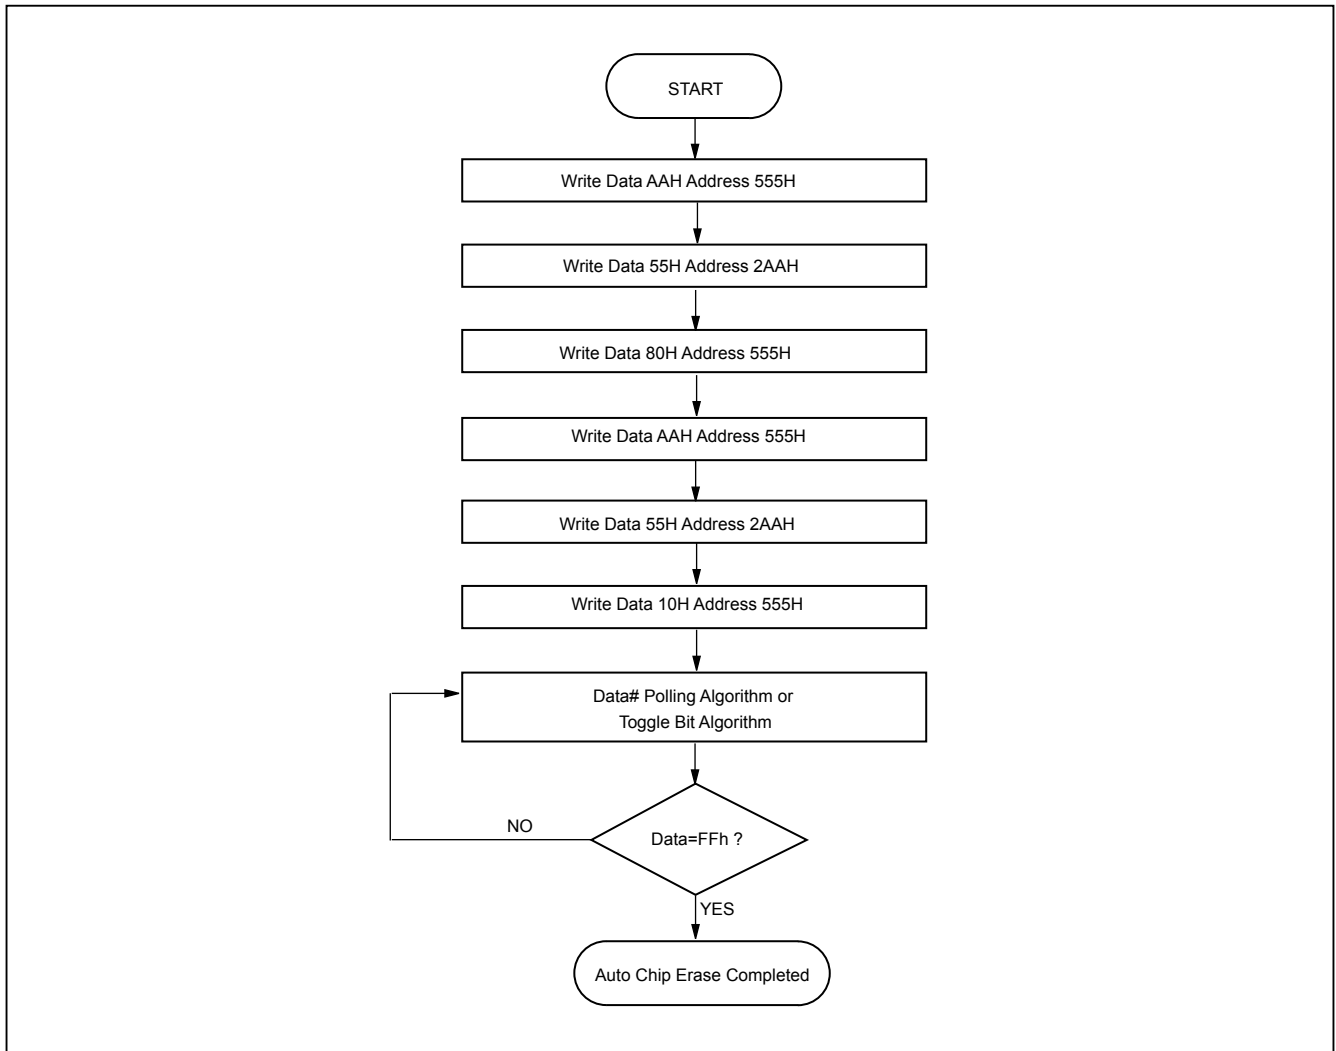 START
Write Data AAH Address 555H
Write Data 55H Address 2AAH
Write Data 80H Address 555H
Write Data AAH Address 555H
Write Data 55H Address 2AAH
Write Data 10H Address 555H
Data# Polling Algorithm or
Toggle Bit Algorithm
NO
Data=FFh ?
YES
Auto Chip Erase Completed